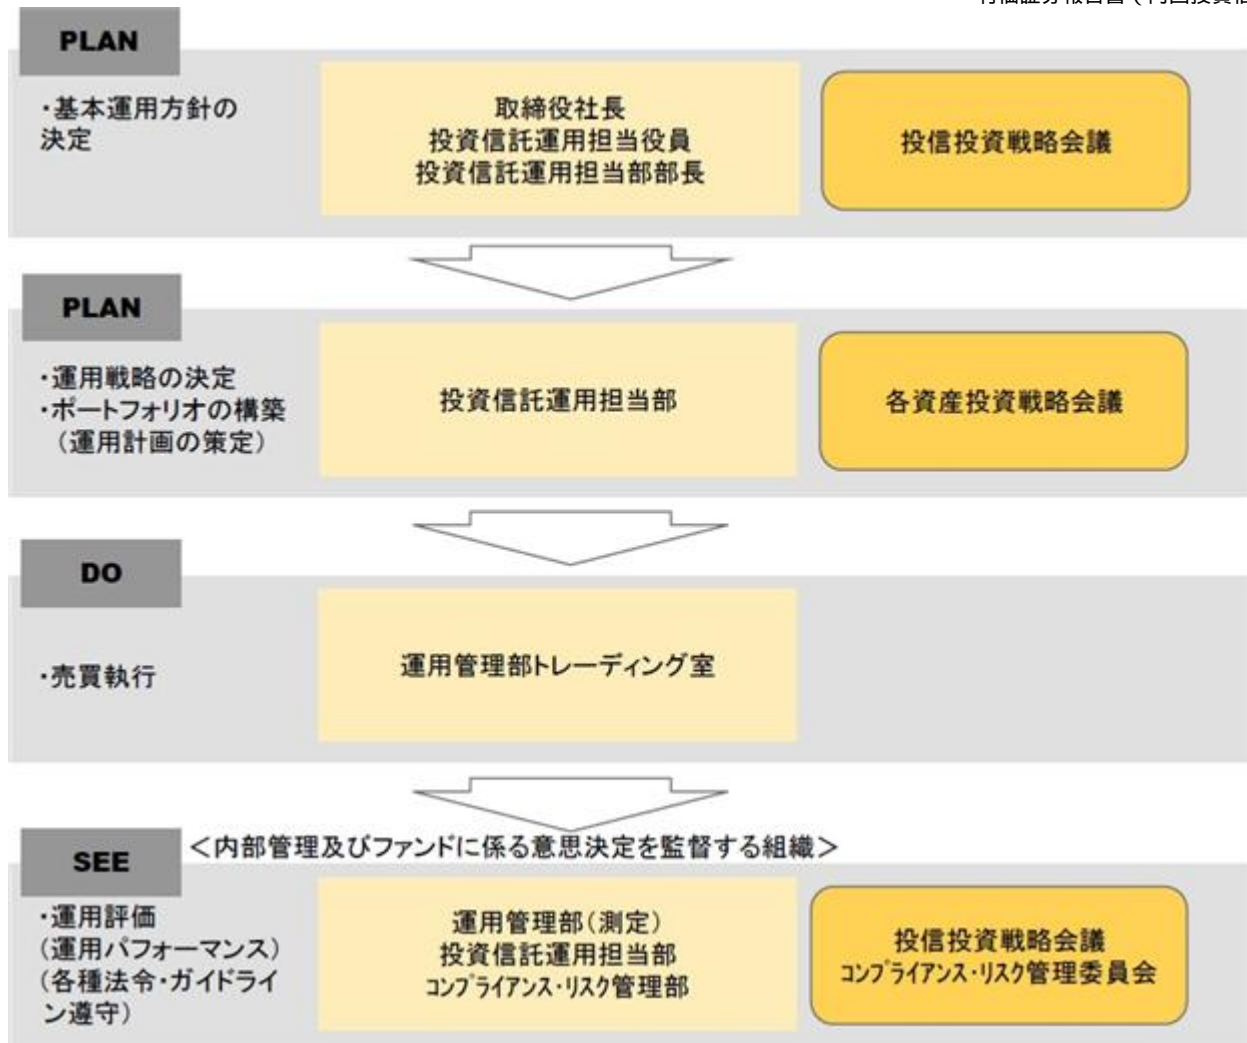 PLAN
・基本運用方針の
決定
取締役社長
投資信託運用担当役員
投資信託運用担当部部長
投信投資戦略会議
PLAN
・運用戦略の決定
・ポートフォリオの構築
（運用計画の策定）
投資信託運用担当部
各資産投資戦略会議
DO
・売買執行
運用管理部トレーディング室
SEE
＜内部管理及びファンドに係る意思決定を監督する組織＞
・運用評価
（運用パフォーマンス）
（各種法令・ガイドライ
ン遵守）
運用管理部（測定）
投資信託運用担当部
ｺﾝﾌﾟﾗｲｱﾝｽ・ﾘｽｸ管理部
投信投資戦略会議
ｺﾝﾌﾟﾗｲｱﾝｽ・ﾘｽｸ管理委員会